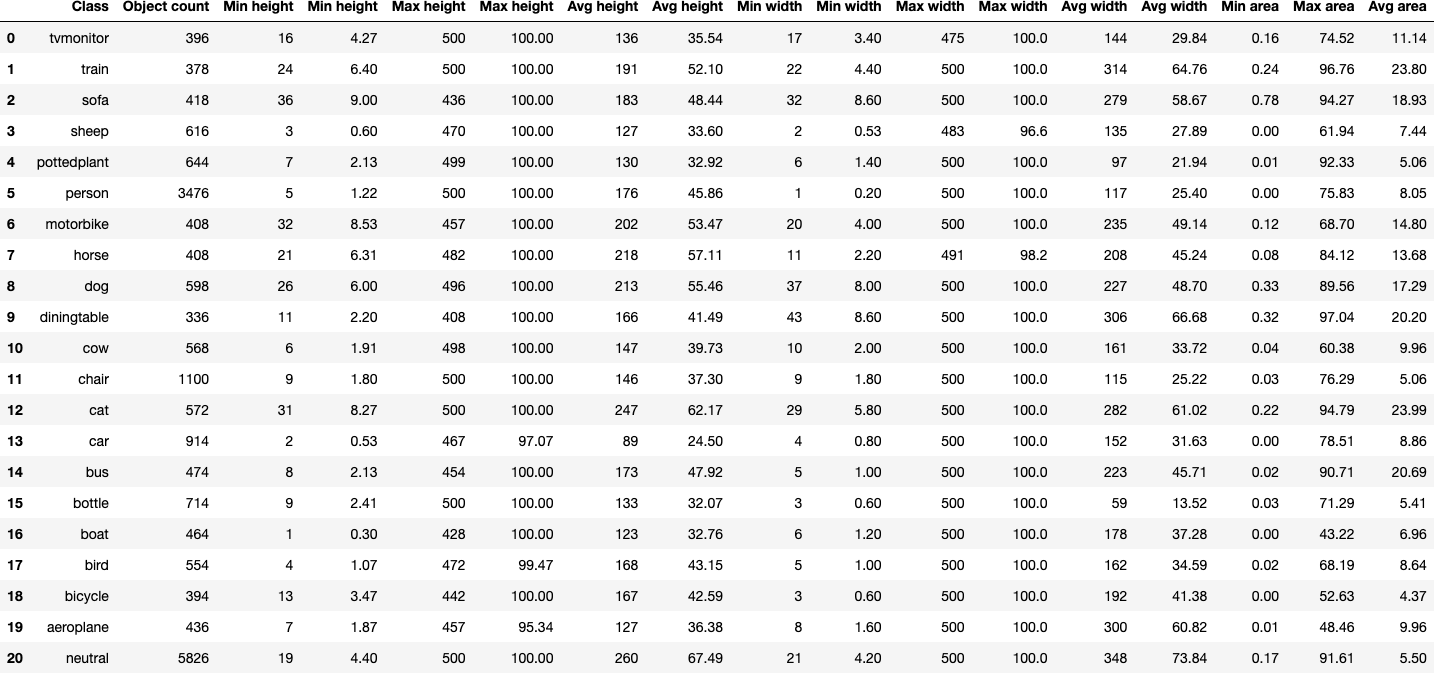 Class Object count Min height Min height Max height Max height Avg height Avg height Min width Min width Max width Max width Avg width Avg width Min area Max area Avg area
0 tvmonitor 396 16 4.27 500 100.00 136 35.54 17 3.40 475 100.0 144 29.84 0.16 74.52 11.14
1 train 378 24 6.40 500 100.00 191 52.10 22 4.40 500 100.0 314 64.76 0.24 96.76 23.80
2 sofa 418 36 9.00 436 100.00 183 48.44 32 8.60 500 100.0 279 58.67 0.78 94.27 18.93
3 sheep 616 3 0.60 470 100.00 127 33.60 2 0.53 483 96.6 135 27.89 0.00 61.94 7.44
4 pottedplant 644 7 2.13 499 100.00 130 32.92 6 1.40 500 100.0 97 21.94 0.01 92.33 5.06
5 person 3476 5 1.22 500 100.00 176 45.86 1 0.20 500 100.0 117 25.40 0.00 75.83 8.05
6 motorbike 408 32 8.53 457 100.00 202 53.47 20 4.00 500 100.0 235 49.14 0.12 68.70 14.80
7 horse 408 21 6.31 482 100.00 218 57.11 11 2.20 491 98.2 208 45.24 0.08 84.12 13.68
8 dog 598 26 6.00 496 100.00 213 55.46 37 8.00 500 100.0 227 48.70 0.33 89.56 17.29
9 diningtable 336 11 2.20 408 100.00 166 41.49 43 8.60 500 100.0 306 66.68 0.32 97.04 20.20
10 cow 568 6 1.91 498 100.00 147 39.73 10 2.00 500 100.0 161 33.72 0.04 60.38 9.96
11 chair 1100 9 1.80 500 100.00 146 37.30 9 1.80 500 100.0 115 25.22 0.03 76.29 5.06
12 cat 572 31 8.27 500 100.00 247 62.17 29 5.80 500 100.0 282 61.02 0.22 94.79 23.99
13 car 914 2 0.53 467 97.07 89 24.50 4 0.80 500 100.0 152 31.63 0.00 78.51 8.86
14 bus 474 8 2.13 454 100.00 173 47.92 5 1.00 500 100.0 223 45.71 0.02 90.71 20.69
15 bottle 714 9 2.41 500 100.00 133 32.07 3 0.60 500 100.0 59 13.52 0.03 71.29 5.41
16 boat 464 1 0.30 428 100.00 123 32.76 6 1.20 500 100.0 178 37.28 0.00 43.22 6.96
17 bird 554 4 1.07 472 99.47 168 43.15 5 1.00 500 100.0 162 34.59 0.02 68.19 8.64
18 bicycle 394 13 3.47 442 100.00 167 42.59 3 0.60 500 100.0 192 41.38 0.00 52.63 4.37
19 aeroplane 436 7 1.87 457 95.34 127 36.38 8 1.60 500 100.0 300 60.82 0.01 48.46 9.96
20 neutral 5826 19 4.40 500 100.00 260 67.49 21 4.20 500 100.0 348 73.84 0.17 91.61 5.50